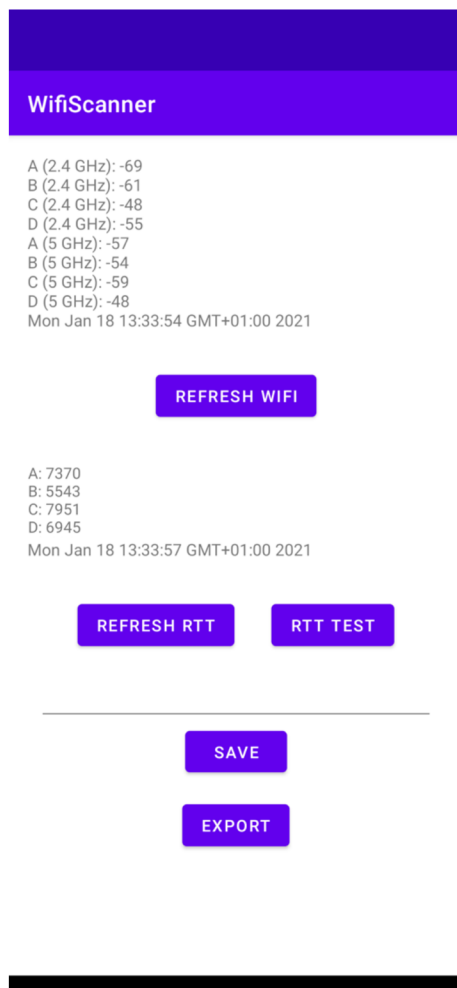 WifiScanner
A (2.4 GHz): -69
B (2.4 GHz): -61
C (2.4 GHz): -48
D (2.4 GHz): -55
A (5 GHz): -57
B (5 GHz): -54
C (5 GHz): -59
D (5 GHz): -48
Mon Jan 18 13:33:54 GMT+01:00 2021
REFRESH WIFI
A: 7370
B: 5543
C: 7951
D: 6945
Mon Jan 18 13:33:57 GMT+01:00 2021
REFRESH RTT
RTT TEST
SAVE
EXPORT